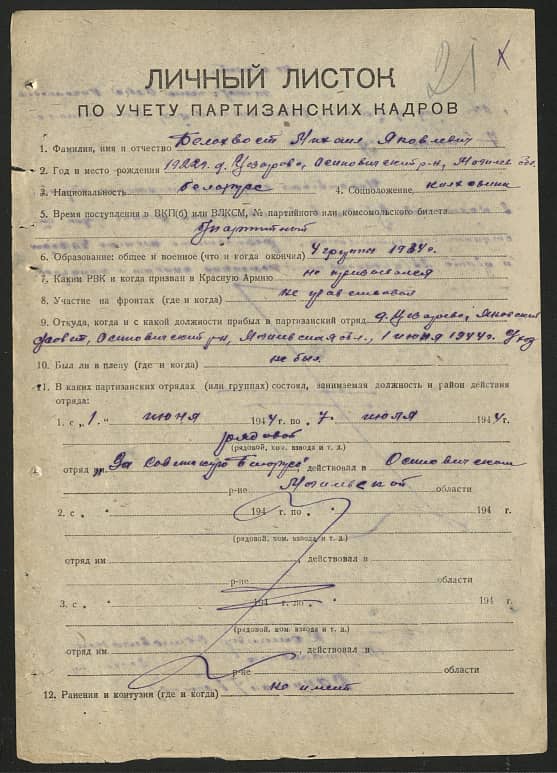 21 х
ЛИЧНЫЙ ЛИСТОК
ПО УЧЕТУ ПАРТИЗАНСКИХ КАДРОВ
1. Фамилия, имя и отчество Белохвост Михаил Яковлевич
2. Год и место рождения д. Цезарово, Осиповичский р-н, Могилев. обл.
3. Национальность белорус 4. Соцположение колхозник
5. Время поступления в ВКП(б) или ВЛКСМ, № партийного или комсомольского билета
б/партийный
6. Образование: общее и военное (что и когда окончил) 4 группы 1934г.
7. Каким РВК и когда призван в Красную Армию не призывался
8. Участие на фронтах (где и когда) не участвовал
9. Откуда, когда и с какой должности прибыл в партизанский отряд д. Цезарово, Яновский
с/совет, Осиповичский р-н, Могилевская обл., 1 июня 1944г.
10. Был ли в плену (где и когда) не был
11. В каких партизанских отрядах (или группах) состоял, занимаемая должность и район действия
отряда:
1. с „1." июня 1944 г. по „7. июля 1944 г.
рядовой
(рядовой, ком. взвода и т. д.)
отряд им „За советскую Белорусь", действовал в Осиповичском
р-не Могилевской области
2. с „ 194 г. по „ 194 г.
(рядовой, ком. взвода и т. д.)
отряд им , действовал в
р-не области
3. с „ 194 г. по „ 194 г.
(рядовой, ком. взвода и т. д.)
отряд им , действовал в
р-не области
12. Ранения и контузии (где и когда) не имеет